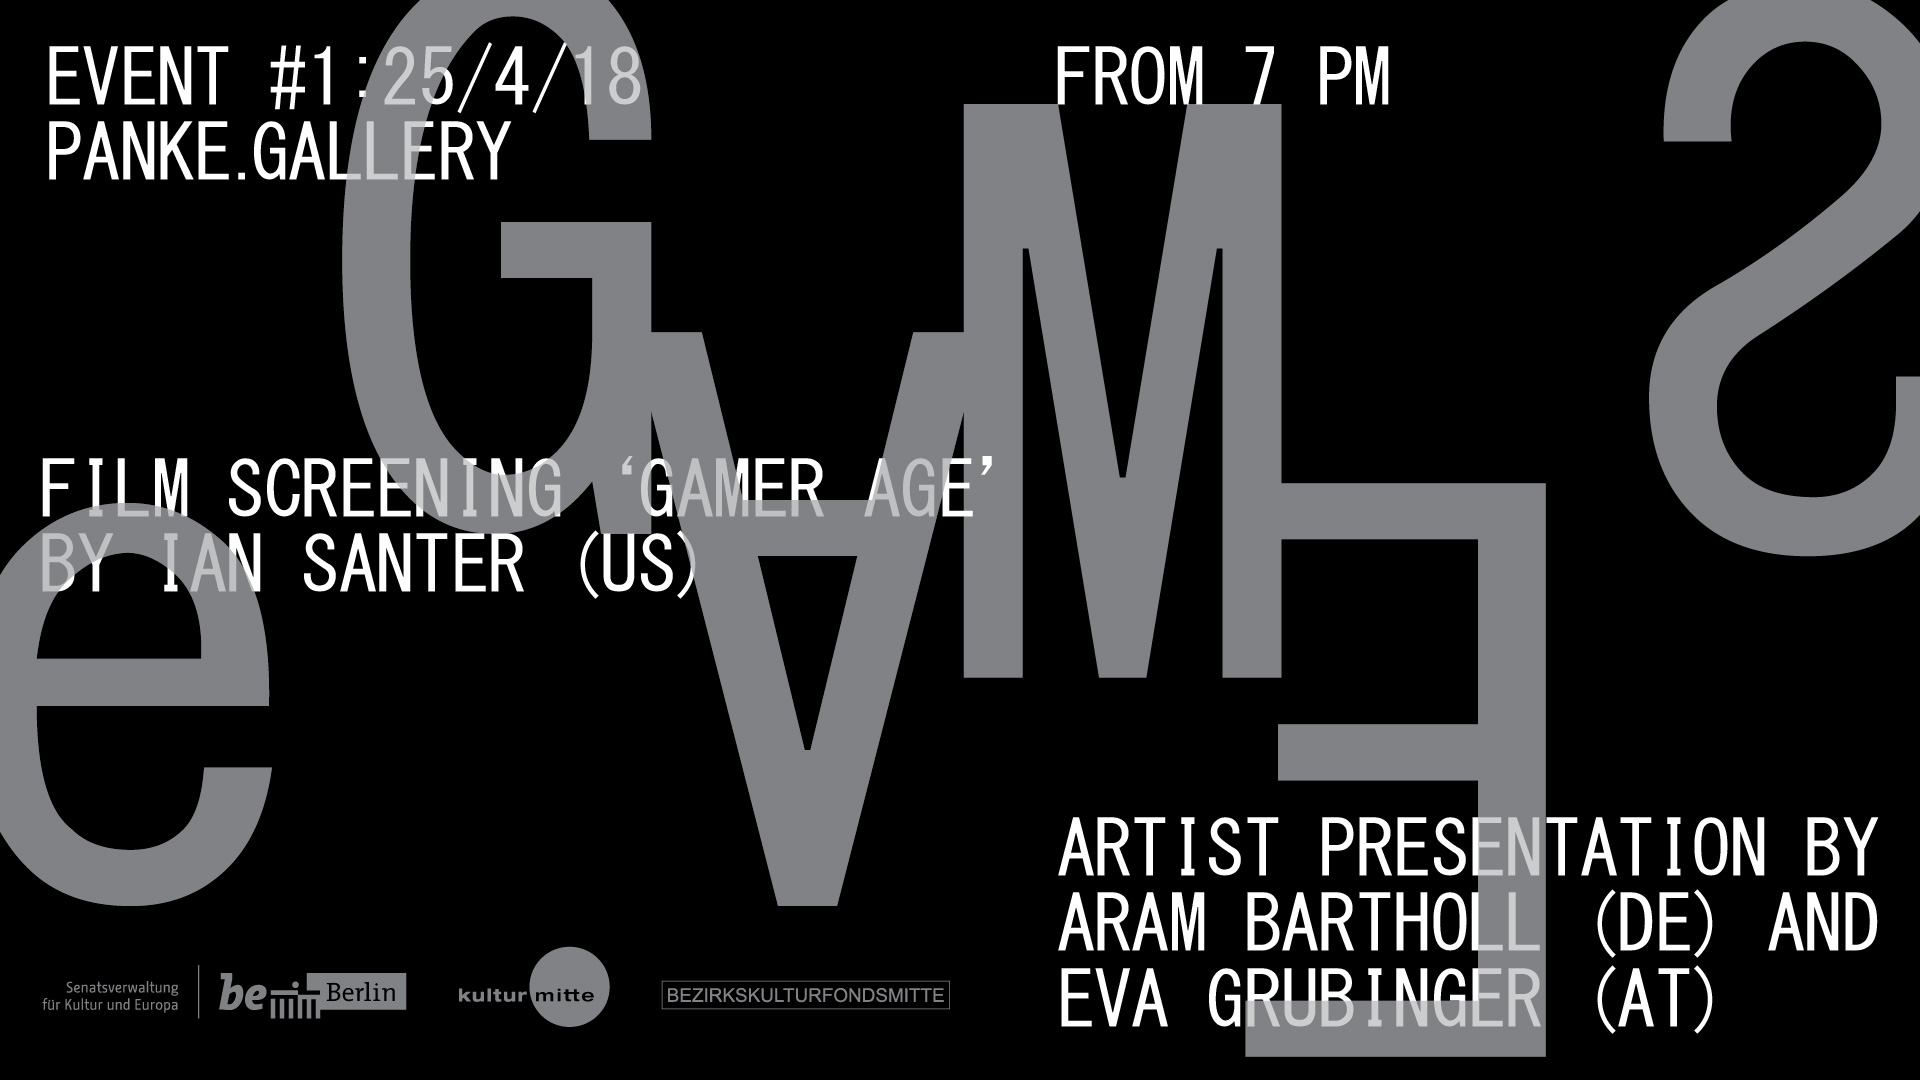 EVENT #1:25/4/18
PANKE.GALLERY
FROM 7 PM
e G A M E S
FILM SCREENING ‘GAMER AGE’
BY IAN SANTER (US)
ARTIST PRESENTATION BY
ARAM BARTHOLL (DE) AND
EVA GRUBINGER (AT)
Senatsverwaltung
für Kultur und Europa
be Berlin
kultur mitte
BEZIRKSKULTURFONDSMITTE